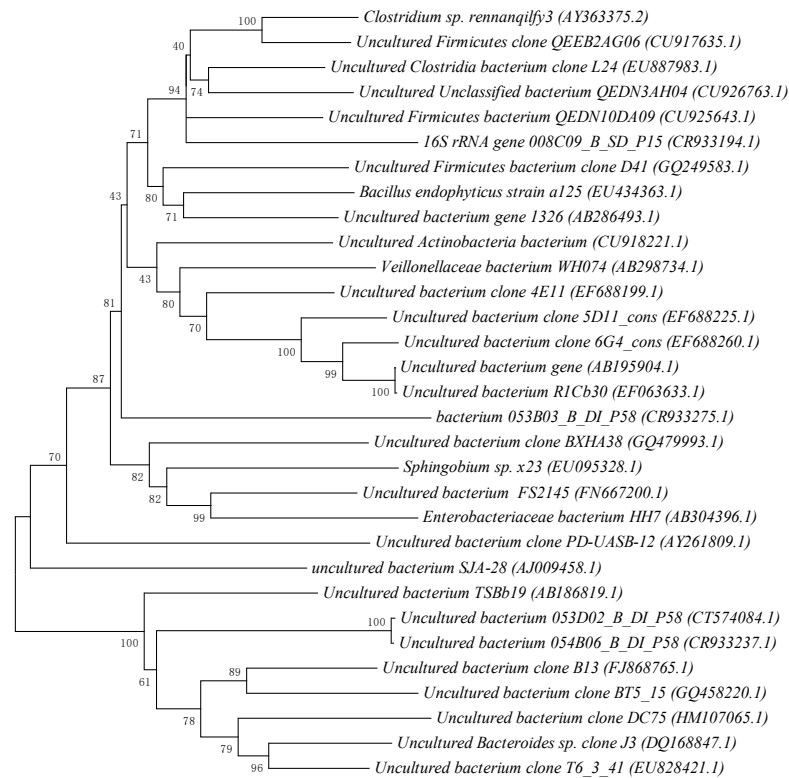 Clostridium sp. rennanqilfy3 (AY363375.2)
100
Uncultured Firmicutes clone QEEB2AG06 (CU917635.1)
40
Uncultured Clostridia bacterium clone L24 (EU887983.1)
94
74
Uncultured Unclassified bacterium QEDN3AH04 (CU926763.1)
Uncultured Firmicutes bacterium QEDN10DA09 (CU925643.1)
71
16S rRNA gene 008C09_B_SD_P15 (CR933194.1)
Uncultured Firmicutes bacterium clone D41 (GQ249583.1)
43
80
Bacillus endophyticus strain a125 (EU434363.1)
71
Uncultured bacterium gene 1326 (AB286493.1)
Uncultured Actinobacteria bacterium (CU918221.1)
43
Veillonellaceae bacterium WH074 (AB298734.1)
80
Uncultured bacterium clone 4E11 (EF688199.1)
81
70
Uncultured bacterium clone 5D11_cons (EF688225.1)
100
Uncultured bacterium clone 6G4_cons (EF688260.1)
99
Uncultured bacterium gene (AB195904.1)
87
100
Uncultured bacterium R1Cb30 (EF063633.1)
bacterium 053B03_B_DI_P58 (CR933275.1)
Uncultured bacterium clone BXHA38 (GQ479993.1)
70
82
Sphingobium sp. x23 (EU095328.1)
82
Uncultured bacterium FS2145 (FN667200.1)
99
Enterobacteriaceae bacterium HH7 (AB304396.1)
Uncultured bacterium clone PD-UASB-12 (AY261809.1)
uncultured bacterium SJA-28 (AJ009458.1)
Uncultured bacterium TSBb19 (AB186819.1)
100
100
Uncultured bacterium 053D02_B_DI_P58 (CT574084.1)
Uncultured bacterium 054B06_B_DI_P58 (CR933237.1)
61
89
Uncultured bacterium clone B13 (FJ868765.1)
Uncultured bacterium clone BT5_15 (GQ458220.1)
78
Uncultured bacterium clone DC75 (HM107065.1)
79
Uncultured Bacteroides sp. clone J3 (DQ168847.1)
96
Uncultured bacterium clone T6_3_41 (EU828421.1)